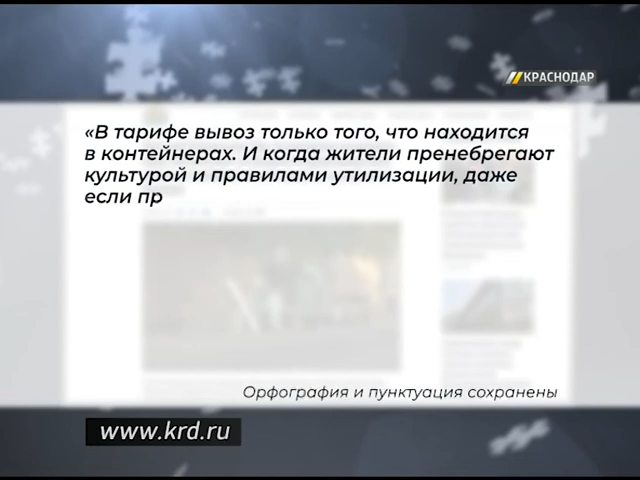 КРАСНОДАР
«В тарифе вывоз только того, что находится
в контейнерах. И когда жители пренебрегают
культурой и правилами утилизации, даже
если пр
Орфография и пунктуация сохранены
www.krd.ru